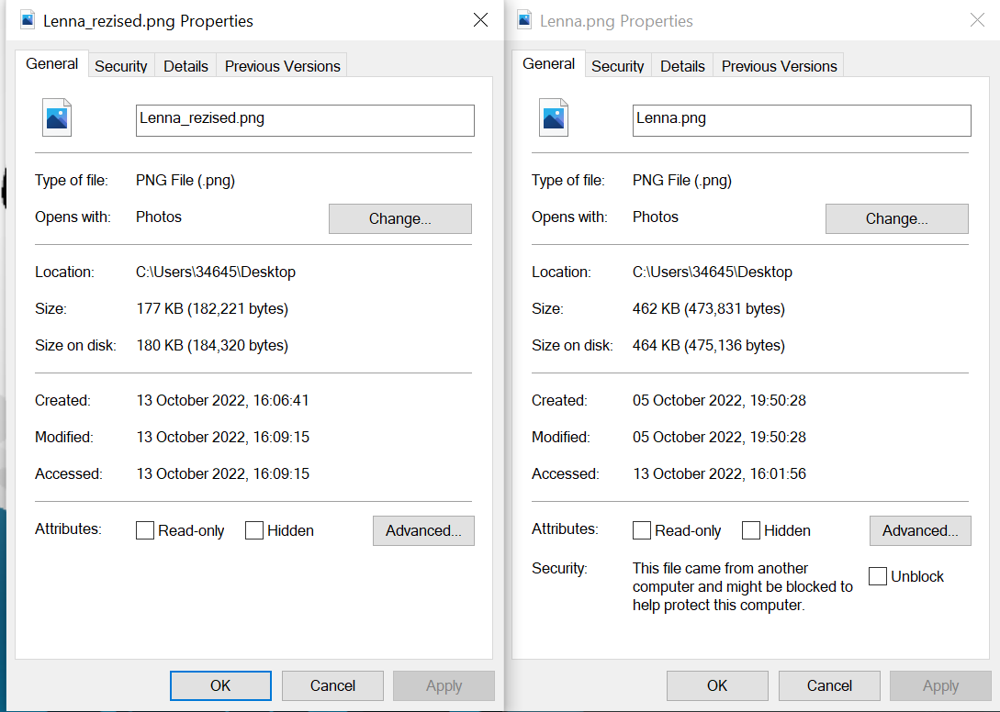 Lenna_rezised.png Properties
General Security Details Previous Versions
Lenna_rezised.png
Type of file: PNG File (.png)
Opens with: Photos Change...
Location: C:\Users\34645\Desktop
Size: 177 KB (182,221 bytes)
Size on disk: 180 KB (184,320 bytes)
Created: 13 October 2022, 16:06:41
Modified: 13 October 2022, 16:09:15
Accessed: 13 October 2022, 16:09:15
Attributes: Read-only Hidden Advanced...
OK Cancel Apply
Lenna.png Properties
General Security Details Previous Versions
Lenna.png
Type of file: PNG File (.png)
Opens with: Photos Change...
Location: C:\Users\34645\Desktop
Size: 462 KB (473,831 bytes)
Size on disk: 464 KB (475,136 bytes)
Created: 05 October 2022, 19:50:28
Modified: 05 October 2022, 19:50:28
Accessed: 13 October 2022, 16:01:56
Attributes: Read-only Hidden Advanced...
Security: This file came from another
computer and might be blocked to
help protect this computer.
Unblock
OK Cancel Apply